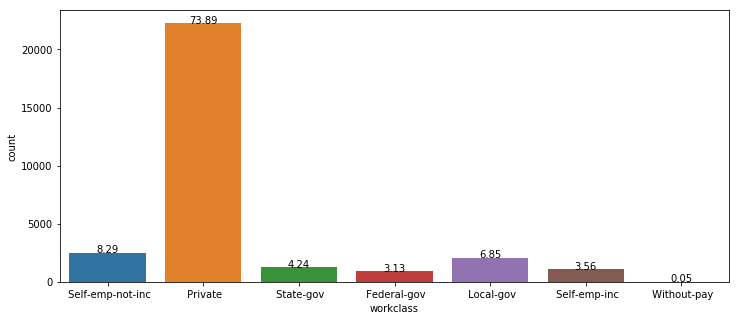 73.89
20000
15000
10000
5000
0
count
8.29
4.24
3.13
6.85
3.56
0.05
Self-emp-not-inc
Private
State-gov
Federal-gov
Local-gov
Self-emp-inc
Without-pay
workclass